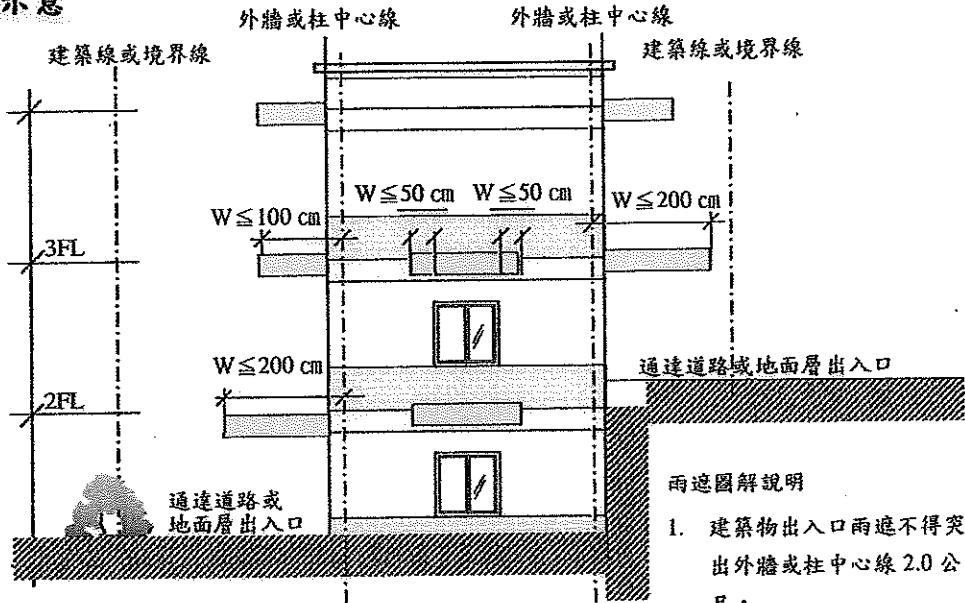 示意
外牆或柱中心線
外牆或柱中心線
建築線或境界線
建築線或境界線
W≦50 cm
W≦50 cm
W≦200 cm
W≦100 cm
3FL
W≦200 cm
通達道路或地面層出入口
2FL
通達道路或
地面層出入口
雨遮圖解說明
1. 建築物出入口雨遮不得突
出外牆或柱中心線 2.0 公